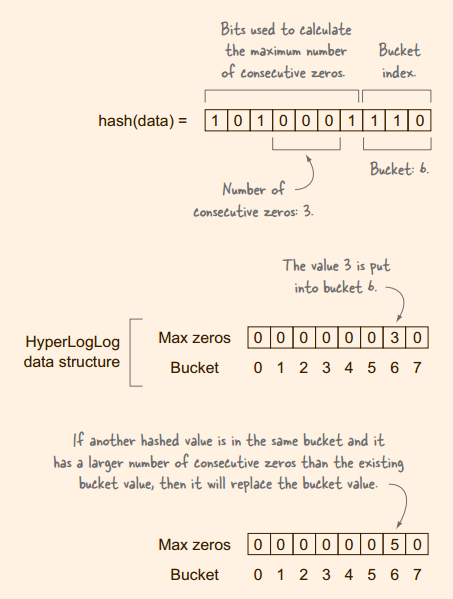 Bits used to calculate
the maximum number
of consecutive zeros.
Bucket
index.
hash(data) = 1 0 1 0 0 0 1 1 1 0
Number of
consecutive zeros: 3.
Bucket: 6.
The value 3 is put
into bucket 6.
HyperLogLog
data structure
Max zeros 0 0 0 0 0 0 3 0
Bucket 0 1 2 3 4 5 6 7
If another hashed value is in the same bucket and it
has a larger number of consecutive zeros than the existing
bucket value, then it will replace the bucket value.
Max zeros 0 0 0 0 0 0 5 0
Bucket 0 1 2 3 4 5 6 7